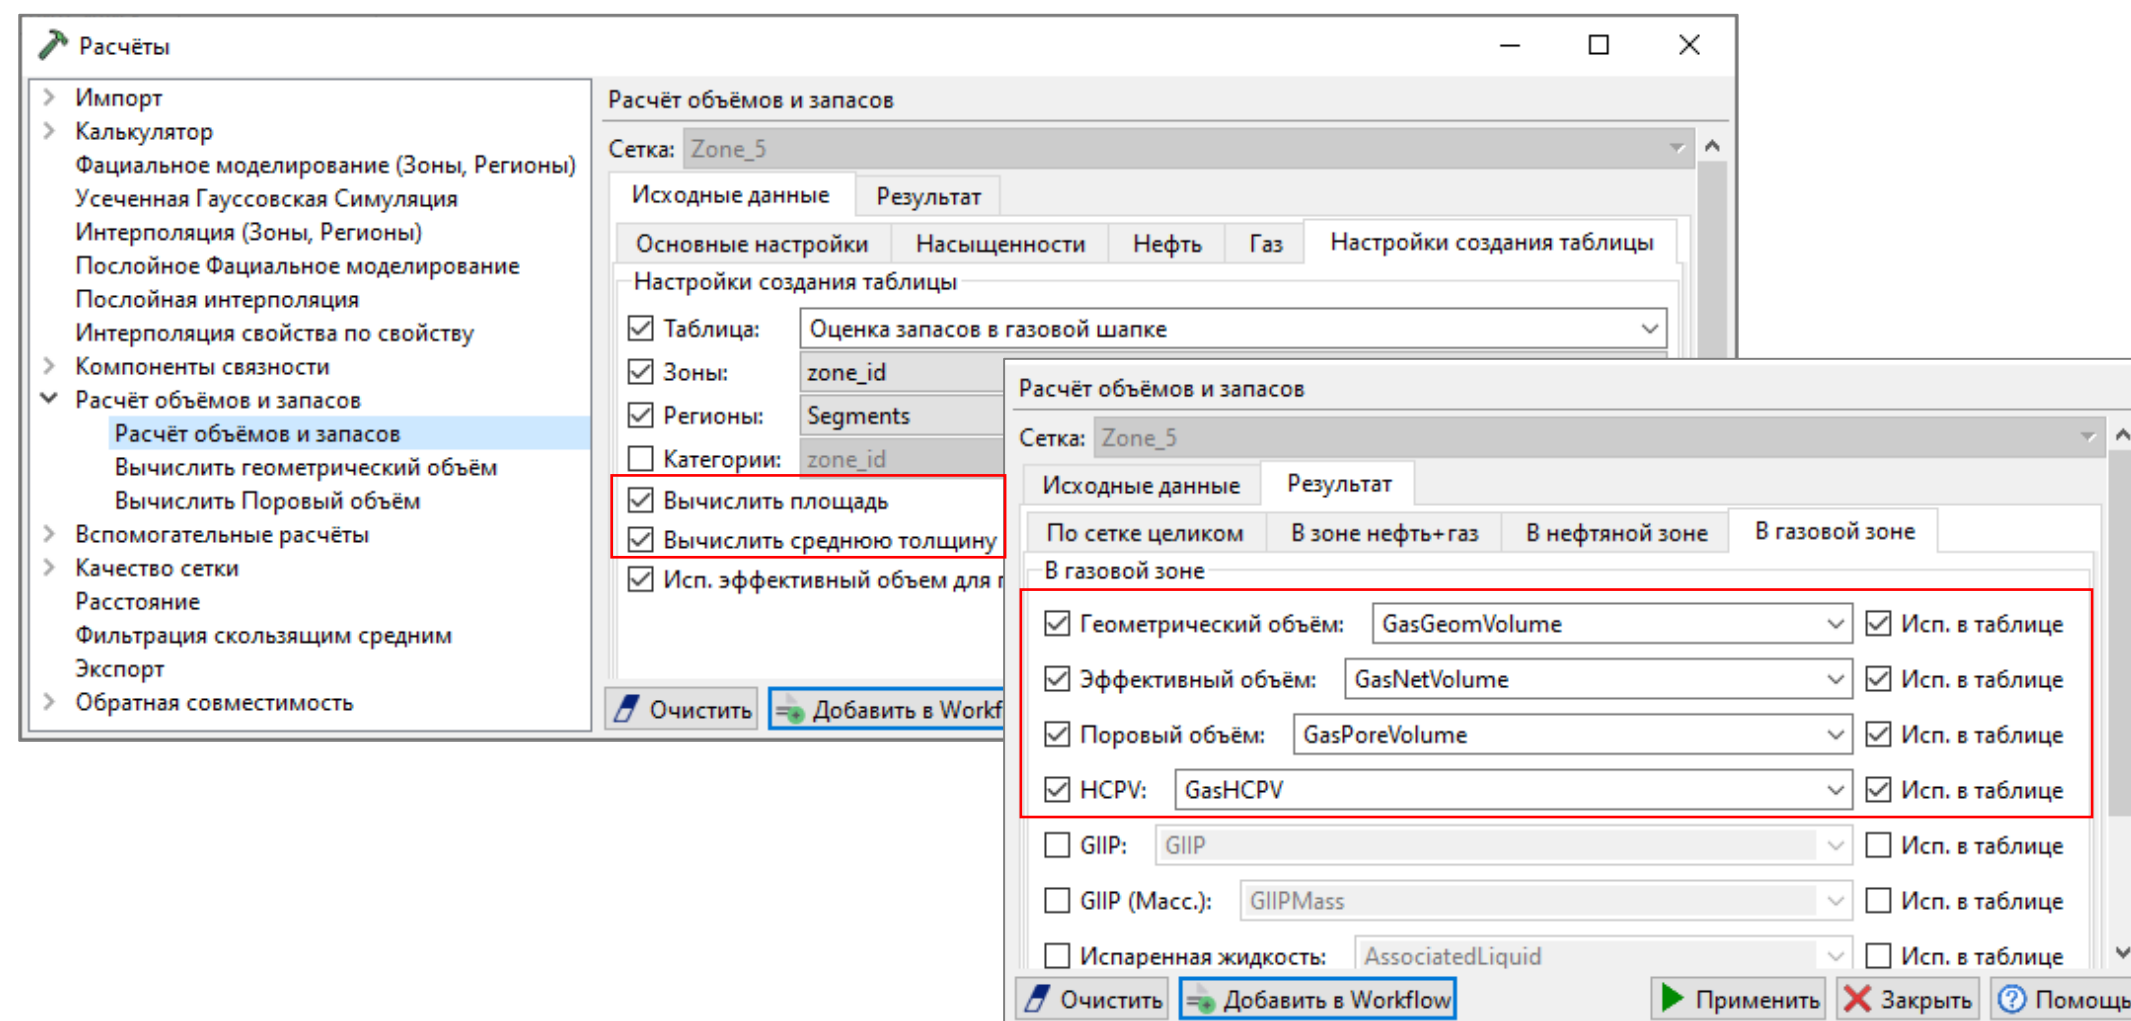 Расчёты
Импорт
Калькулятор
Фациальное моделирование (Зоны, Регионы)
Усеченная Гауссовская Симуляция
Интерполяция (Зоны, Регионы)
Послойное Фациальное моделирование
Послойная интерполяция
Интерполяция свойства по свойству
Компоненты связности
Расчёт объёмов и запасов
Расчёт объёмов и запасов
Вычислить геометрический объём
Вычислить Поровый объём
Вспомогательные расчёты
Качество сетки
Расстояние
Фильтрация скользящим средним
Экспорт
Обратная совместимость
Расчёт объёмов и запасов
Сетка: Zone_5
Исходные данные Результат
Основные настройки Насыщенности Нефть Газ Настройки создания таблицы
Настройки создания таблицы
Таблица: Оценка запасов в газовой шапке
Зоны: zone_id
Регионы: Segments
Категории: zone_id
Вычислить площадь
Вычислить среднюю толщину
Исп. эффективный объем для
Очистить Добавить в Workf
Расчёт объёмов и запасов
Сетка: Zone_5
Исходные данные Результат
По сетке целиком В зоне нефть+газ В нефтяной зоне В газовой зоне
В газовой зоне
Геометрический объём: GasGeomVolume Исп. в таблице
Эффективный объём: GasNetVolume Исп. в таблице
Поровый объём: GasPoreVolume Исп. в таблице
HCPV: GasHCPV Исп. в таблице
GIIP: GIIP Исп. в таблице
GIIP (Масс.): GIIPMass Исп. в таблице
Испаренная жидкость: AssociatedLiquid Исп. в таблице
Очистить Добавить в Workflow Применить Закрыть Помощь